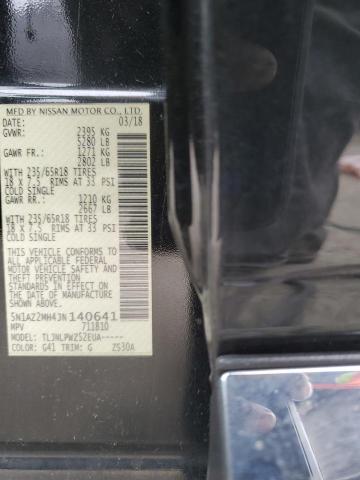 MFD BY NISSAN MOTOR CO., LTD.
DATE: 03/18
GVWR: 2395 KG
5280 LB
GAWR FR.: 1271 KG
2802 LB
WITH 235/65R18 TIRES
18 X 7.5 RIMS AT 33 PSI
COLD SINGLE
GAWR RR.: 1210 KG
2667 LB
WITH 235/65R18 TIRES
18 X 7.5 RIMS AT 33 PSI
COLD SINGLE
THIS VEHICLE CONFORMS TO
ALL APPLICABLE FEDERAL
MOTOR VEHICLE SAFETY
STANDARDS IN EFFECT ON
THE DATE OF MANUFACTURE
SHOWN ABOVE
5N1AZ2MH4JN140641
MPV 711810
MODEL: TLJNLPWZ52EUA-----
COLOR: G41 TRIM: G Z530A